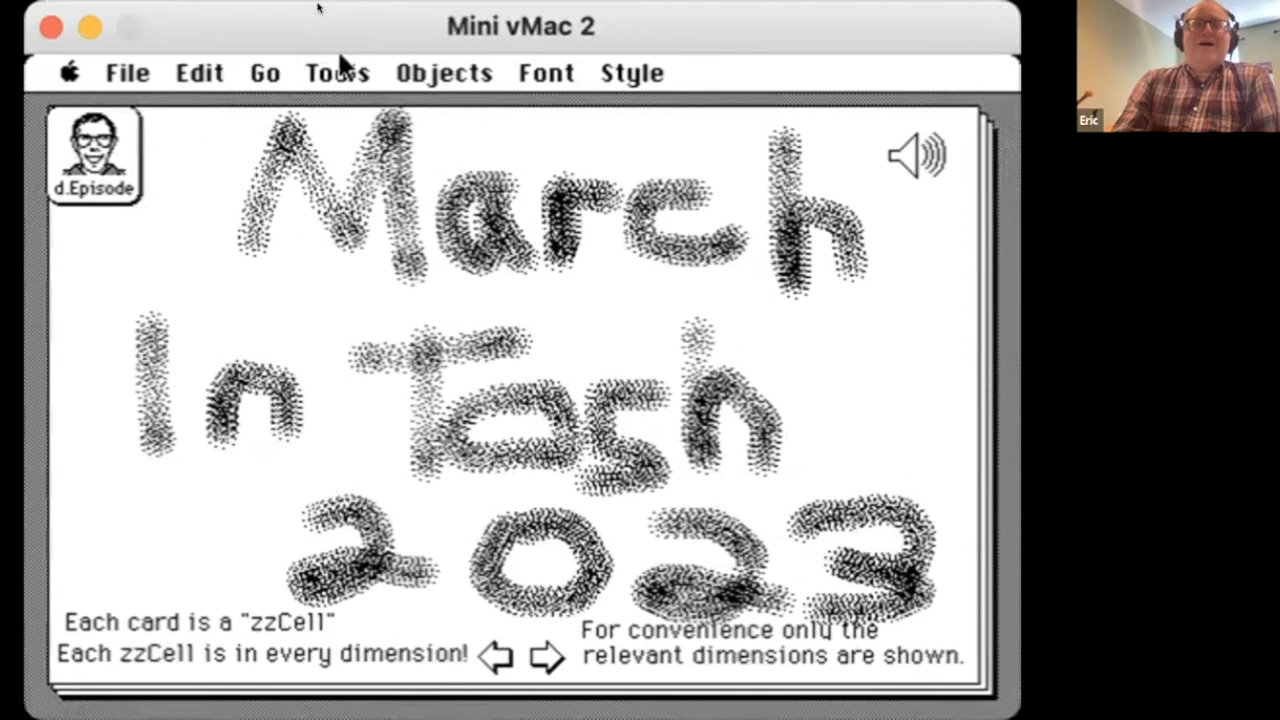 Mini vMac 2
File Edit Go Tools Objects Font Style
Eric
d.Episode
March
In Tash
2023
Each card is a "zzCell"
Each zzCell is in every dimension!
For convenience only the
relevant dimensions are shown.